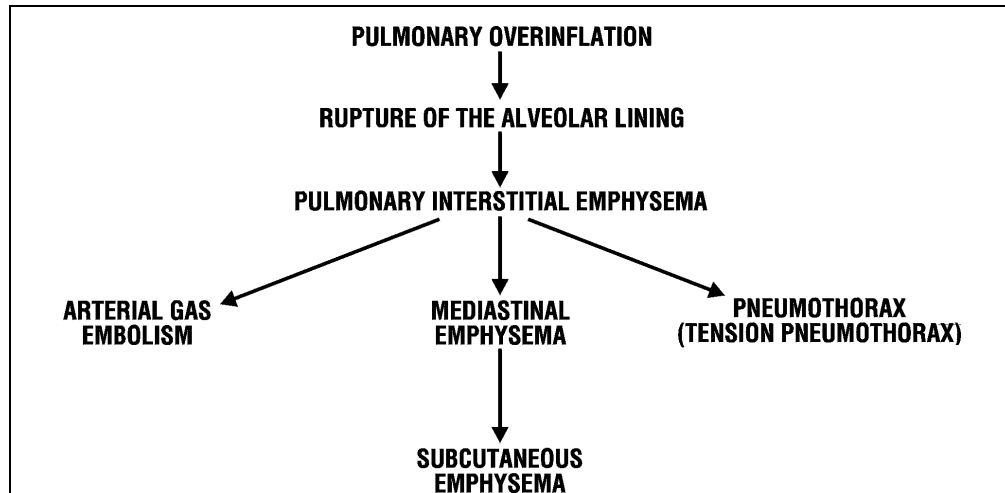 PULMONARY OVERINFLATION
RUPTURE OF THE ALVEOLAR LINING
PULMONARY INTERSTITIAL EMPHYSEMA
ARTERIAL GAS
EMBOLISM
MEDIASTINAL
EMPHYSEMA
PNEUMOTHORAX
(TENSION PNEUMOTHORAX)
SUBCUTANEOUS
EMPHYSEMA